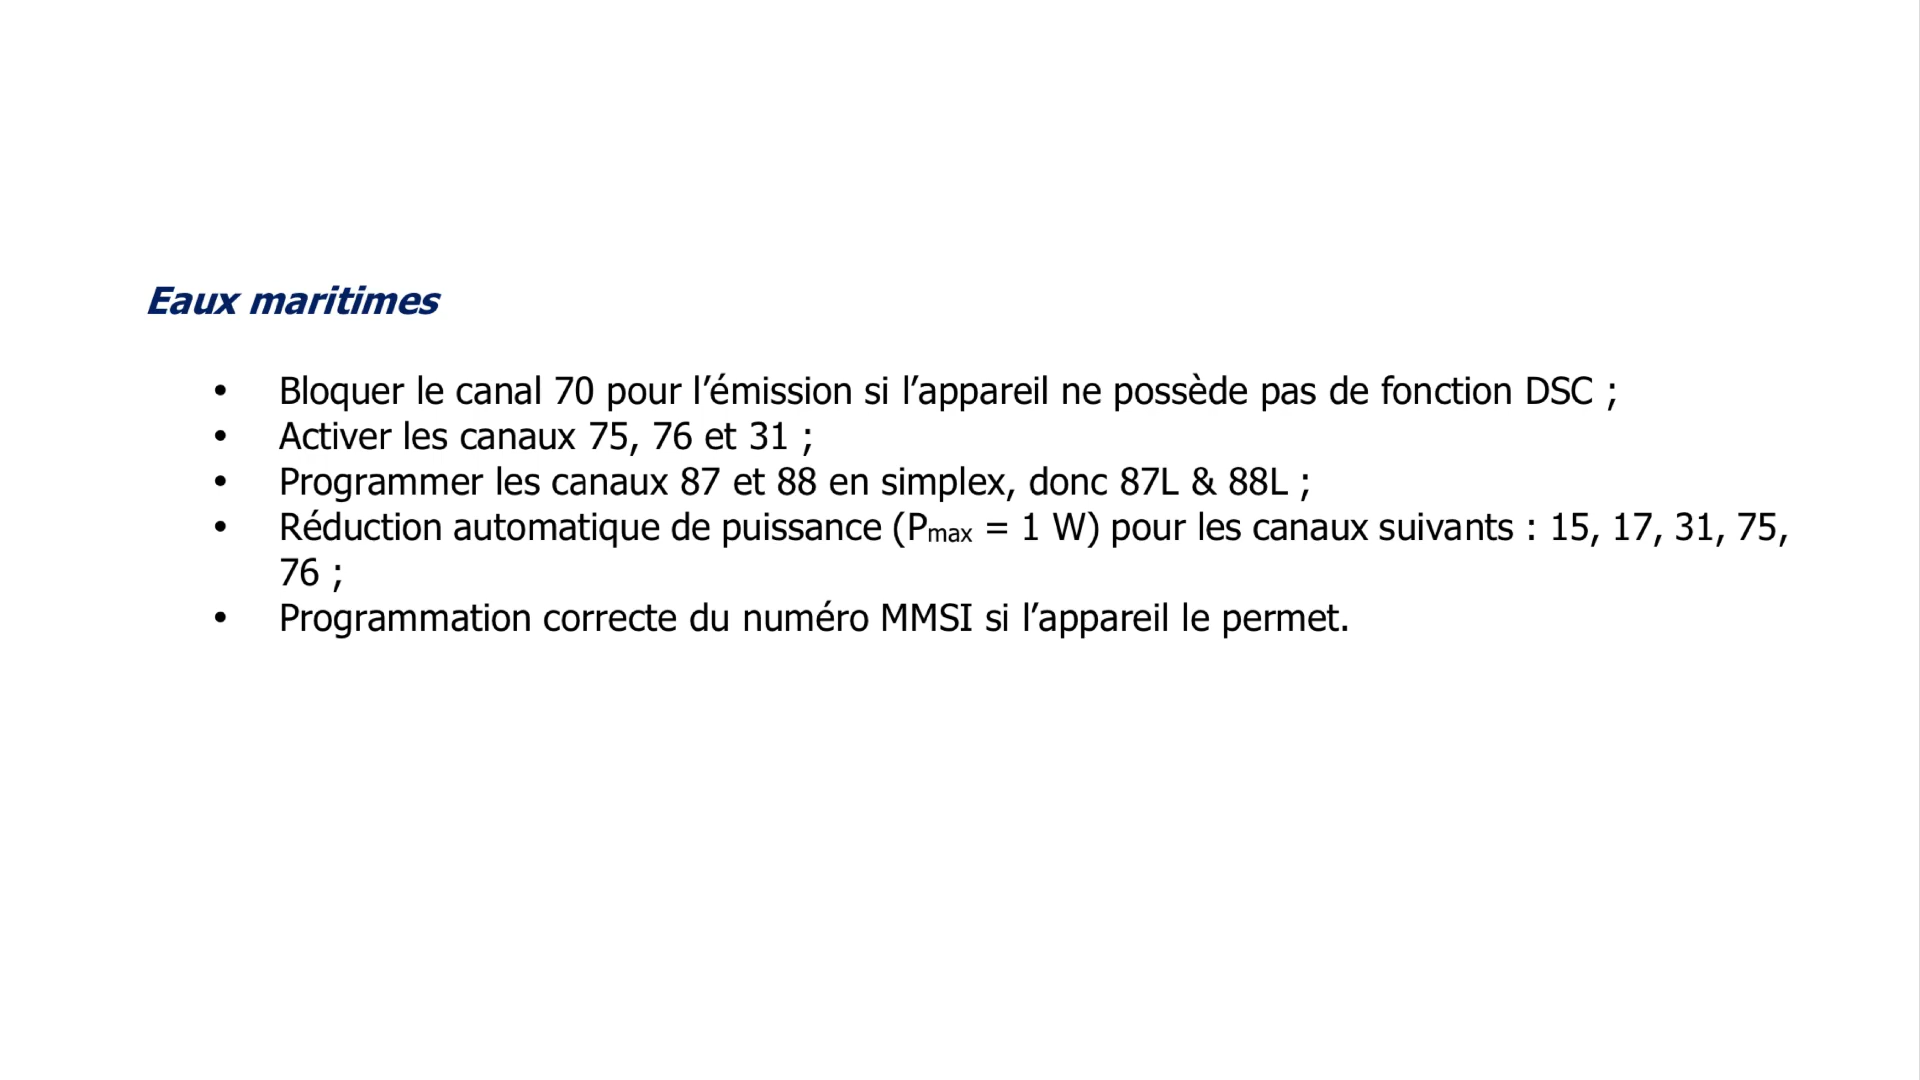 Eaux maritimes
• Bloquer le canal 70 pour l’émission si l’appareil ne possède pas de fonction DSC ;
• Activer les canaux 75, 76 et 31 ;
• Programmer les canaux 87 et 88 en simplex, donc 87L & 88L ;
• Réduction automatique de puissance (Pmax = 1 W) pour les canaux suivants : 15, 17, 31, 75,
76 ;
• Programmation correcte du numéro MMSI si l’appareil le permet.